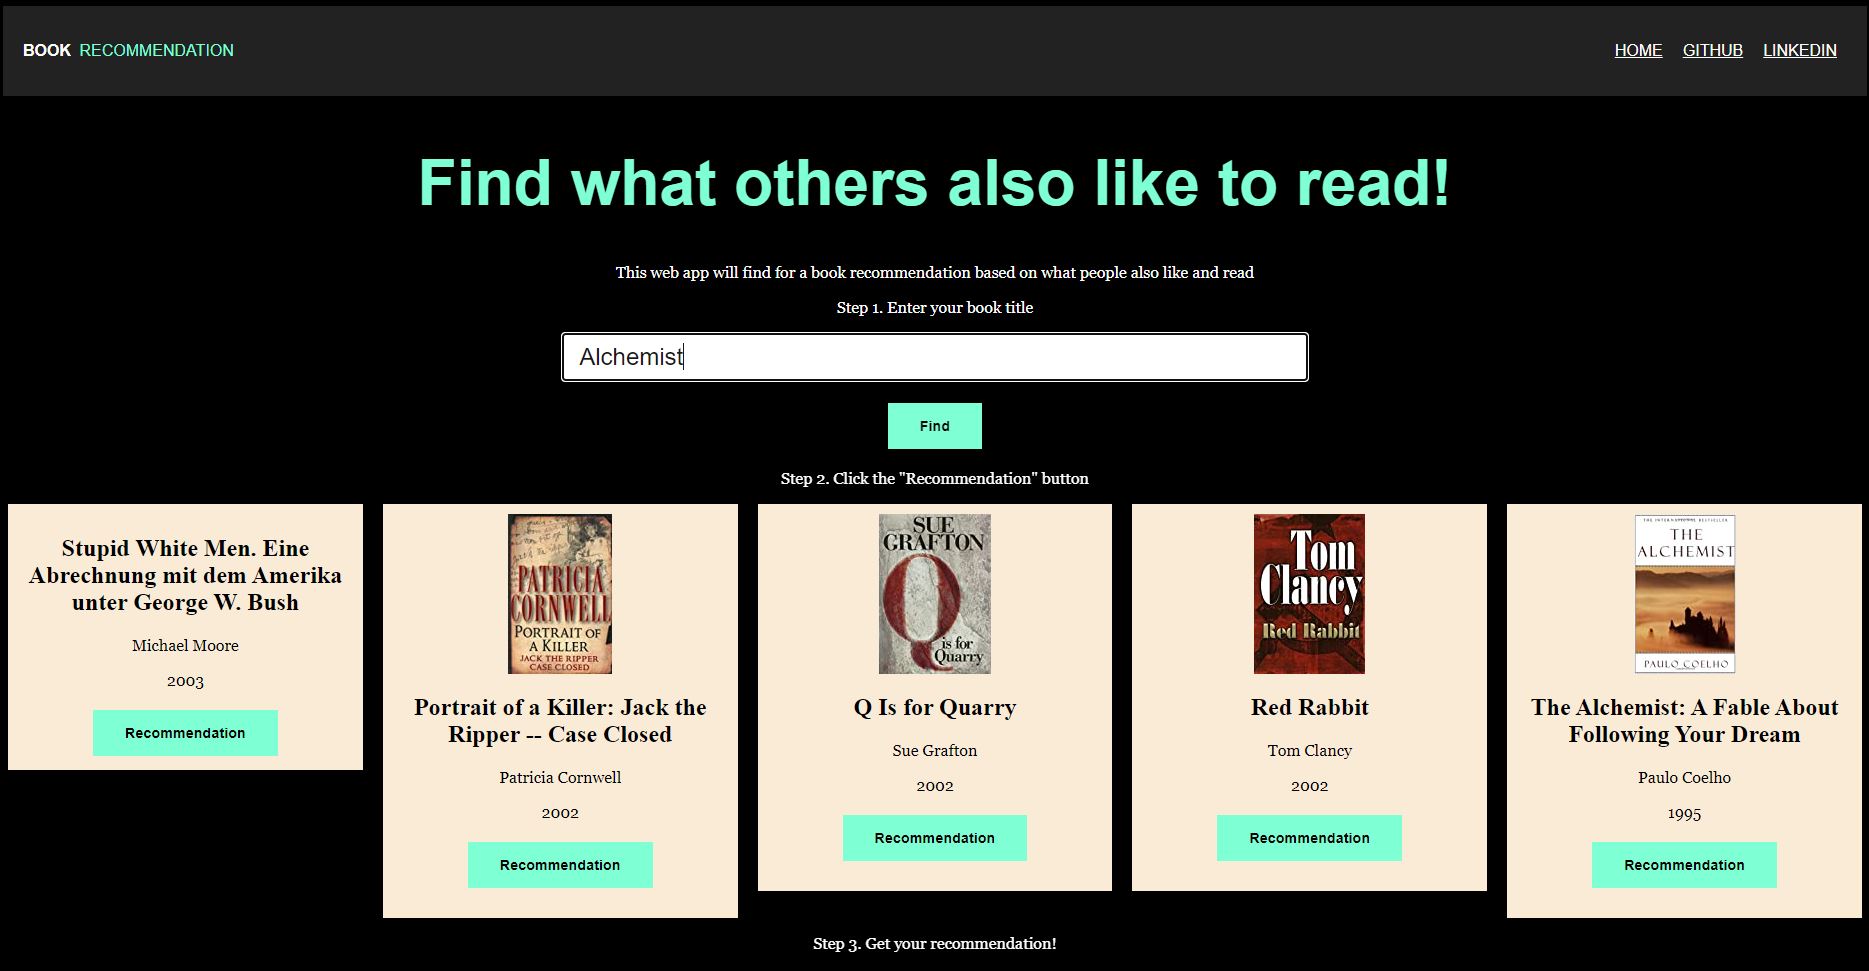 BOOK RECOMMENDATION
HOME GITHUB LINKEDIN
Find what others also like to read!
This web app will find for a book recommendation based on what people also like and read
Step 1. Enter your book title
Alchemist
Find
Step 2. Click the "Recommendation" button
Stupid White Men. Eine
Abrechnung mit dem Amerika
unter George W. Bush
Michael Moore
2003
Recommendation
PATRICIA
CORNWELL
PORTRAIT OF
A KILLER
JACK THE RIPPER
CASE CLOSED
Portrait of a Killer: Jack the
Ripper -- Case Closed
Patricia Cornwell
2002
Recommendation
SUE
GRAFTON
Q
is for
Quarry
Q Is for Quarry
Sue Grafton
2002
Recommendation
Tom
Clancy
Red Rabbit
Red Rabbit
Tom Clancy
2002
Recommendation
THE INTERNATIONAL BESTSELLER
THE
ALCHEMIST
PAULO COELHO
The Alchemist: A Fable About
Following Your Dream
Paulo Coelho
1995
Recommendation
Step 3. Get your recommendation!